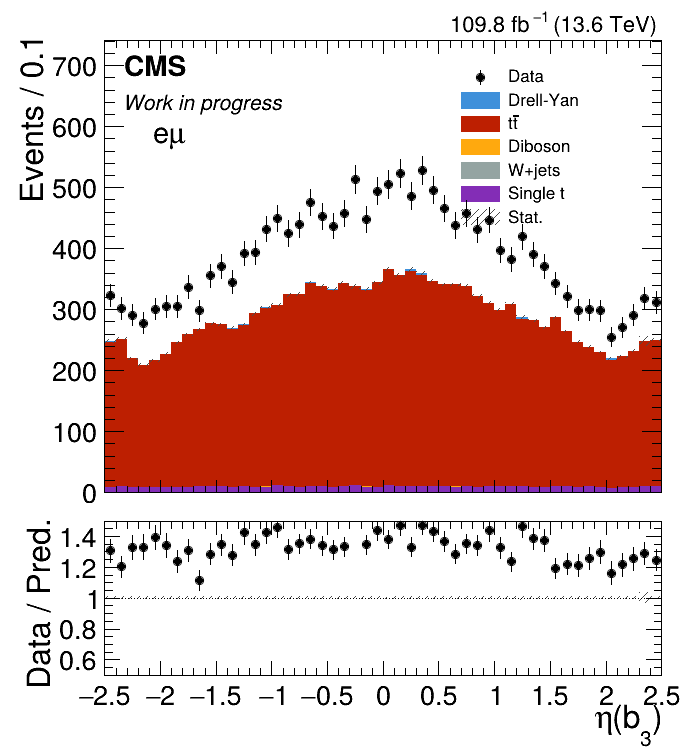 109.8 fb⁻¹ (13.6 TeV)
CMS
Work in progress
eμ
Events / 0.1
700
600
500
400
300
200
100
0
Data
Drell-Yan
tt̄
Diboson
W+jets
Single t
Stat.
Data / Pred.
1.4
1.2
1
0.8
0.6
−2.5 −2 −1.5 −1 −0.5 0 0.5 1 1.5 2 2.5
η(b₃)